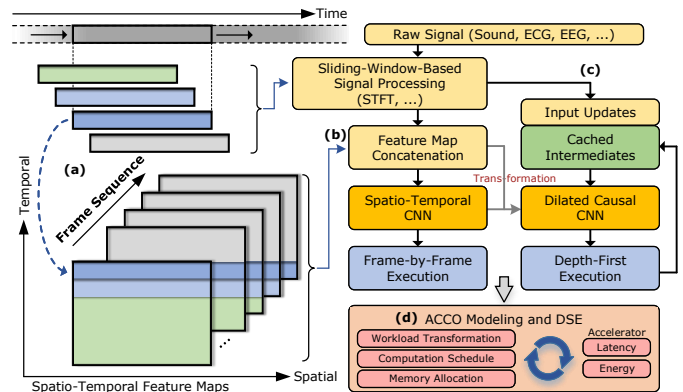 Time
Raw Signal (Sound, ECG, EEG, ...)
Sliding-Window-Based
Signal Processing
(STFT, ...)
(c)
Input Updates
Cached
Intermediates
(b)
Feature Map
Concatenation
Trans-formation
Spatio-Temporal
CNN
Dilated Causal
CNN
Frame-by-Frame
Execution
Depth-First
Execution
(a)
Frame Sequence
Temporal
...
Spatial
Spatio-Temporal Feature Maps
(d) ACCO Modeling and DSE
Workload Transformation
Computation Schedule
Memory Allocation
Accelerator
Latency
Energy